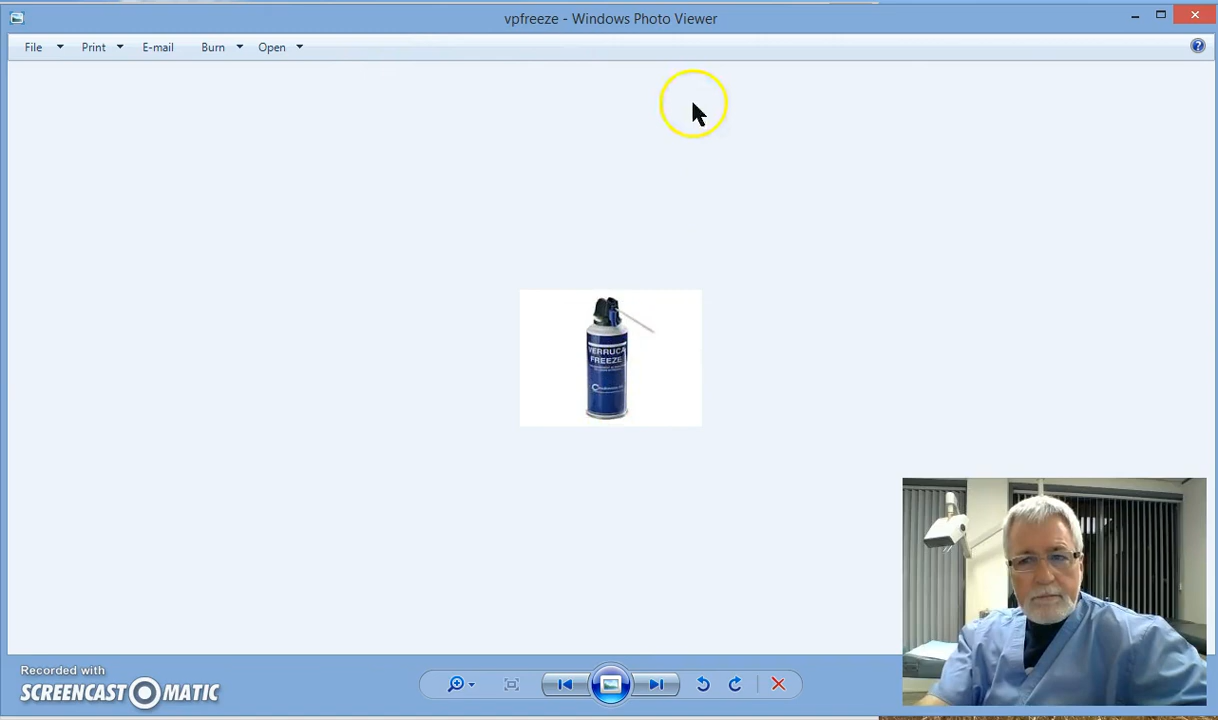 vpfreeze - Windows Photo Viewer
File Print E-mail Burn Open
VERRUCA
FREEZE
Recorded with
SCREENCAST MATIC